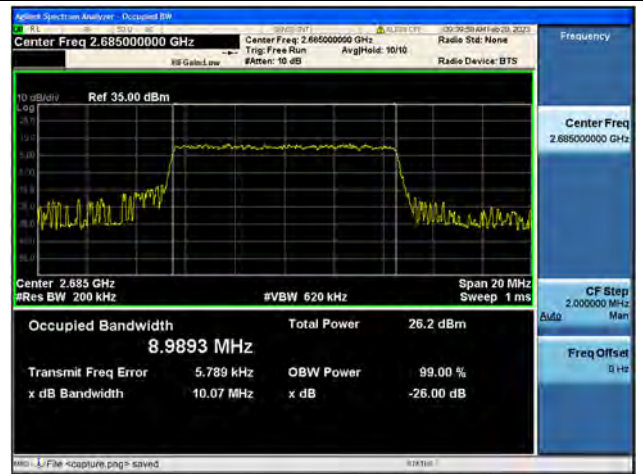 Agilent Spectrum Analyzer - Occupied BW
Center Freq 2.685000000 GHz
Center Freq: 2.685000000 GHz
Trig: Free Run
Avg|Hold: 10/10
#IFGain:Low
#Atten: 10 dB
Radio Std: None
Radio Device: BTS
Frequency
10 dB/div
Ref 35.00 dBm
Log
Center Freq
2.685000000 GHz
Center 2.685 GHz
Span 20 MHz
#Res BW 200 kHz
#VBW 620 kHz
Sweep 1 ms
CF Step
2.000000 MHz
Auto
Man
Occupied Bandwidth
8.9893 MHz
Total Power
26.2 dBm
Transmit Freq Error
5.789 kHz
OBW Power
99.00 %
x dB Bandwidth
10.07 MHz
x dB
-26.00 dB
Freq Offset
0 Hz
MSG
File <capture.png> saved
STATUS